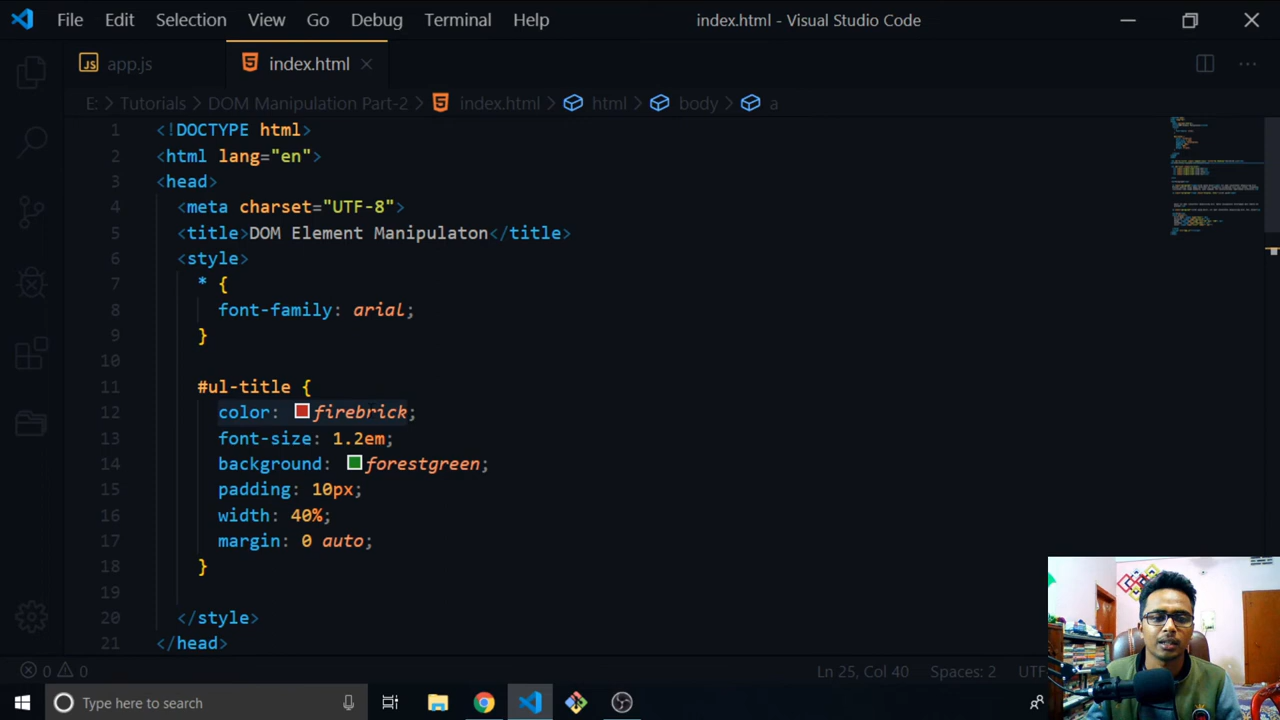 File Edit Selection View Go Debug Terminal Help index.html - Visual Studio Code
JS app.js index.html
E: > Tutorials > DOM Manipulation Part-2 > index.html > html > body > a
1 <!DOCTYPE html>
2 <html lang="en">
3 <head>
4 <meta charset="UTF-8">
5 <title>DOM Element Manipulaton</title>
6 <style>
7 * {
8 font-family: arial;
9 }
10
11 #ul-title {
12 color: firebrick;
13 font-size: 1.2em;
14 background: forestgreen;
15 padding: 10px;
16 width: 40%;
17 margin: 0 auto;
18 }
19
20 </style>
21 </head>
0 0 Ln 25, Col 40 Spaces: 2 UTF
Type here to search